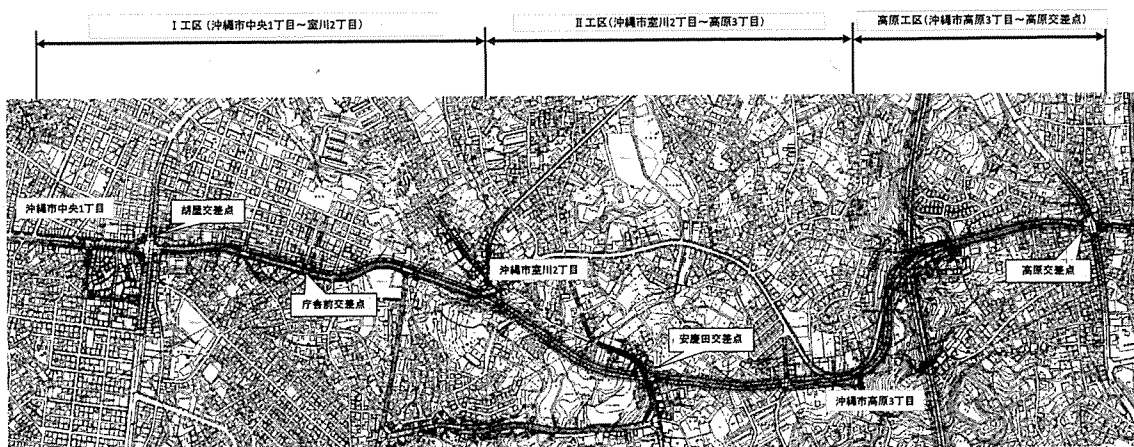 Ⅰ工区(沖縄市中央1丁目～室川2丁目)
Ⅱ工区(沖縄市室川2丁目～高原3丁目)
高原工区(沖縄市高原3丁目～高原交差点)
沖縄市中央1丁目
胡屋交差点
庁舎前交差点
沖縄市室川2丁目
安慶田交差点
沖縄市高原3丁目
高原交差点